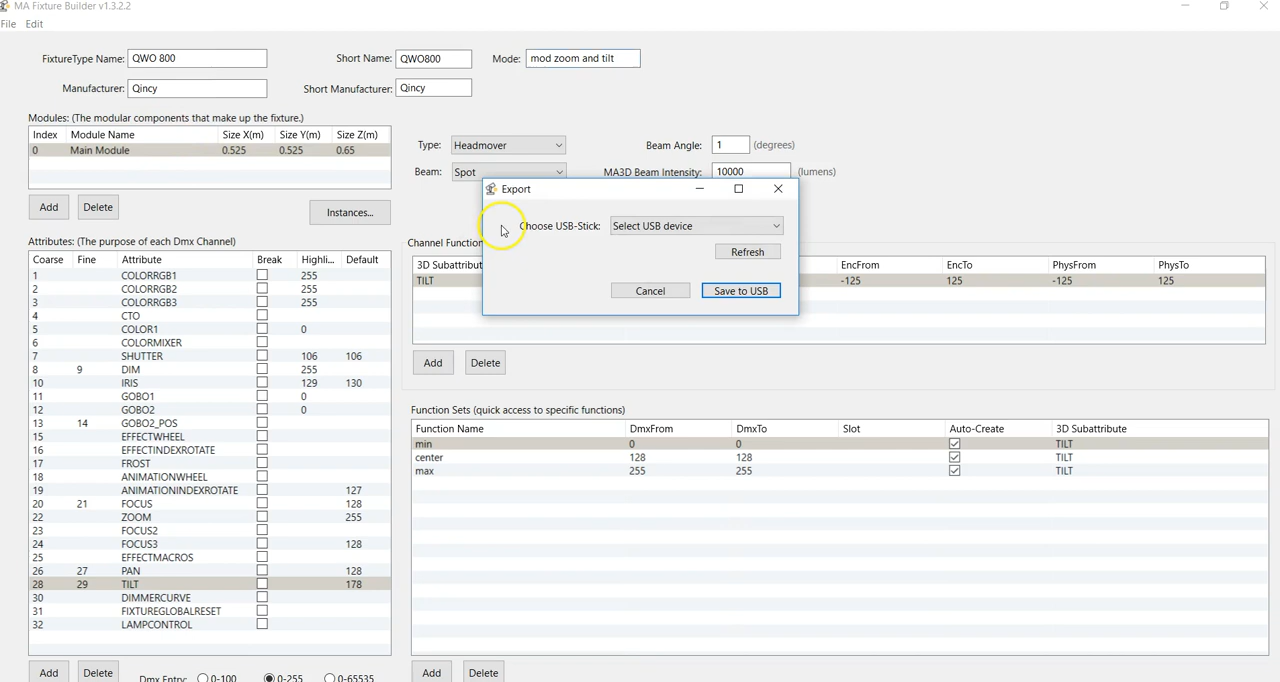 MA Fixture Builder v1.3.2.2
File Edit
FixtureType Name: QWO 800 Short Name: QWO800 Mode: mod zoom and tilt
Manufacturer: Qincy Short Manufacturer: Qincy
Modules: (The modular components that make up the fixture.)
Index Module Name Size X(m) Size Y(m) Size Z(m)
0 Main Module 0.525 0.525 0.65
Type: Headmover Beam Angle: 1 (degrees)
Beam: Spot MA3D Beam Intensity: 10000 (lumens)
Add Delete Instances...
Export
Choose USB-Stick: Select USB device
Refresh
Cancel Save to USB
Attributes: (The purpose of each Dmx Channel)
Coarse Fine Attribute Break Highli... Default
1 COLORRGB1 255
2 COLORRGB2 255
3 COLORRGB3 255
4 CTO
5 COLOR1 0
6 COLORMIXER
7 SHUTTER 106 106
8 9 DIM 255
10 IRIS 129 130
11 GOBO1 0
12 GOBO2 0
13 14 GOBO2_POS
15 EFFECTWHEEL
16 EFFECTINDEXROTATE
17 FROST
18 ANIMATIONWHEEL
19 ANIMATIONINDEXROTATE 127
20 21 FOCUS 128
22 ZOOM 255
23 FOCUS2
24 FOCUS3 128
25 EFFECTMACROS
26 27 PAN 128
28 29 TILT 178
30 DIMMERCURVE
31 FIXTUREGLOBALRESET
32 LAMPCONTROL
Add Delete Dmx Entry: 0-100 0-255 0-65535
Channel Function
3D Subattribut EncFrom EncTo PhysFrom PhysTo
TILT -125 125 -125 125
Add Delete
Function Sets (quick access to specific functions)
Function Name DmxFrom DmxTo Slot Auto-Create 3D Subattribute
min 0 0 TILT
center 128 128 TILT
max 255 255 TILT
Add Delete